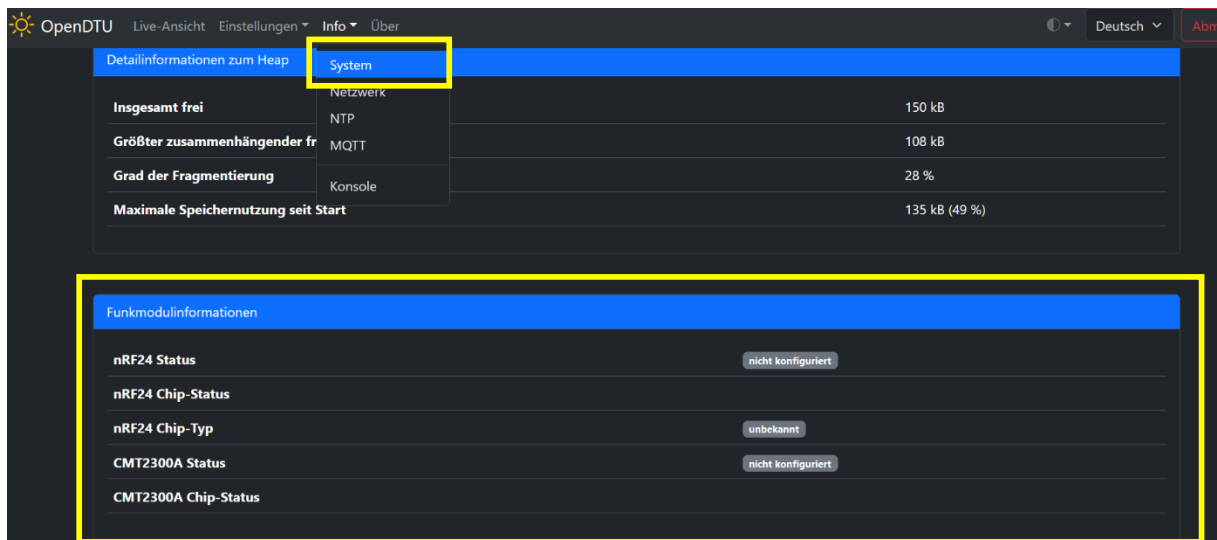 OpenDTU Live-Ansicht Einstellungen Info Über Deutsch Abm
Detailinformationen zum Heap
System
Netzwerk
NTP
MQTT
Konsole
Insgesamt frei 150 kB
Größter zusammenhängender fr 108 kB
Grad der Fragmentierung 28 %
Maximale Speichernutzung seit Start 135 kB (49 %)
Funkmodulinformationen
nRF24 Status nicht konfiguriert
nRF24 Chip-Status
nRF24 Chip-Typ unbekannt
CMT2300A Status nicht konfiguriert
CMT2300A Chip-Status